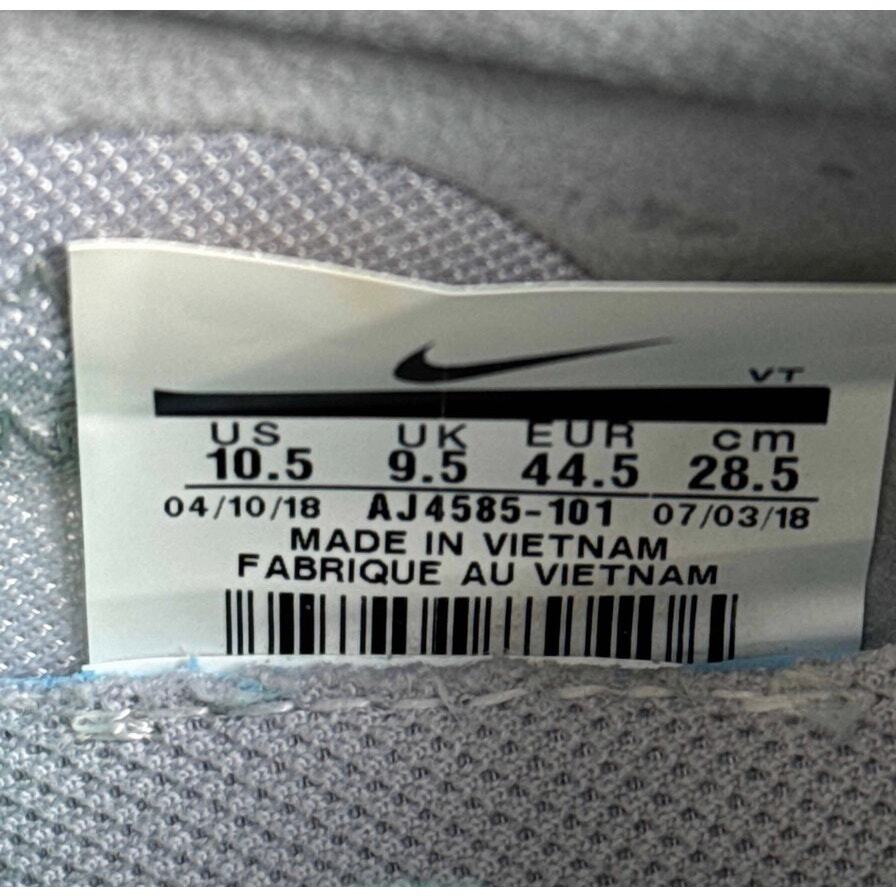 VT
US UK EUR cm
10.5 9.5 44.5 28.5
04/10/18 AJ4585-101 07/03/18
MADE IN VIETNAM
FABRIQUE AU VIETNAM